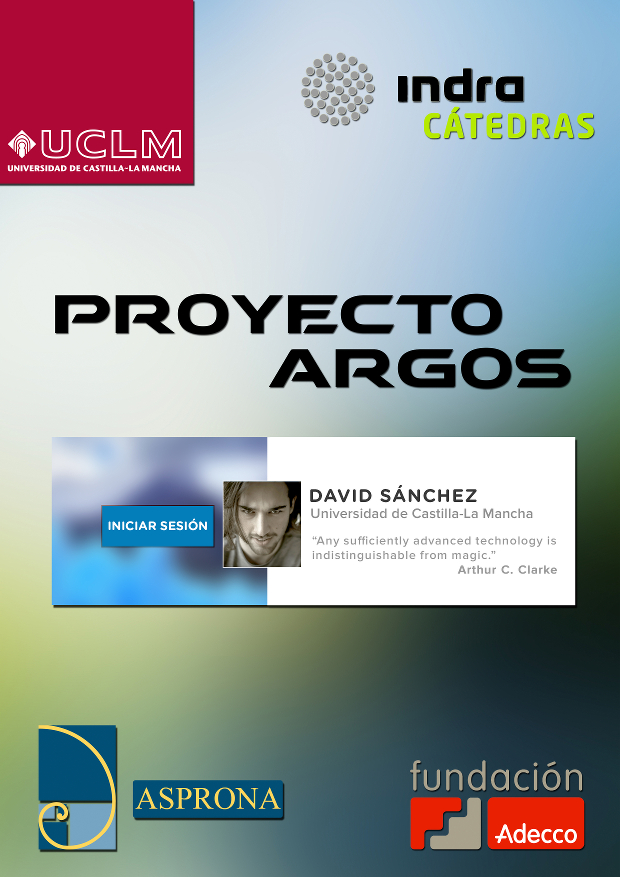 UCLM
UNIVERSIDAD DE CASTILLA-LA MANCHA
indra
CÁTEDRAS
PROYECTO
ARGOS
INICIAR SESIÓN
DAVID SÁNCHEZ
Universidad de Castilla-La Mancha
“Any sufficiently advanced technology is
indistinguishable from magic.”
Arthur C. Clarke
ASPRONA
fundación
Adecco